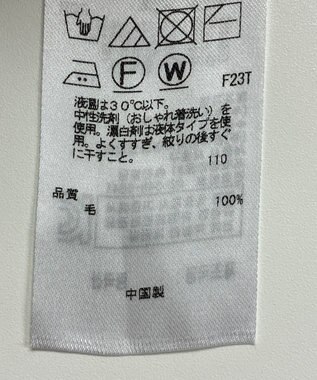 F W
F23T
液温は30℃以下。
中性洗剤(おしゃれ着洗い)を
使用。漂白剤は液体タイプを使
用。よくすすぎ、絞りの後すぐ
に干すこと。
110
品質
毛 100%
中国製